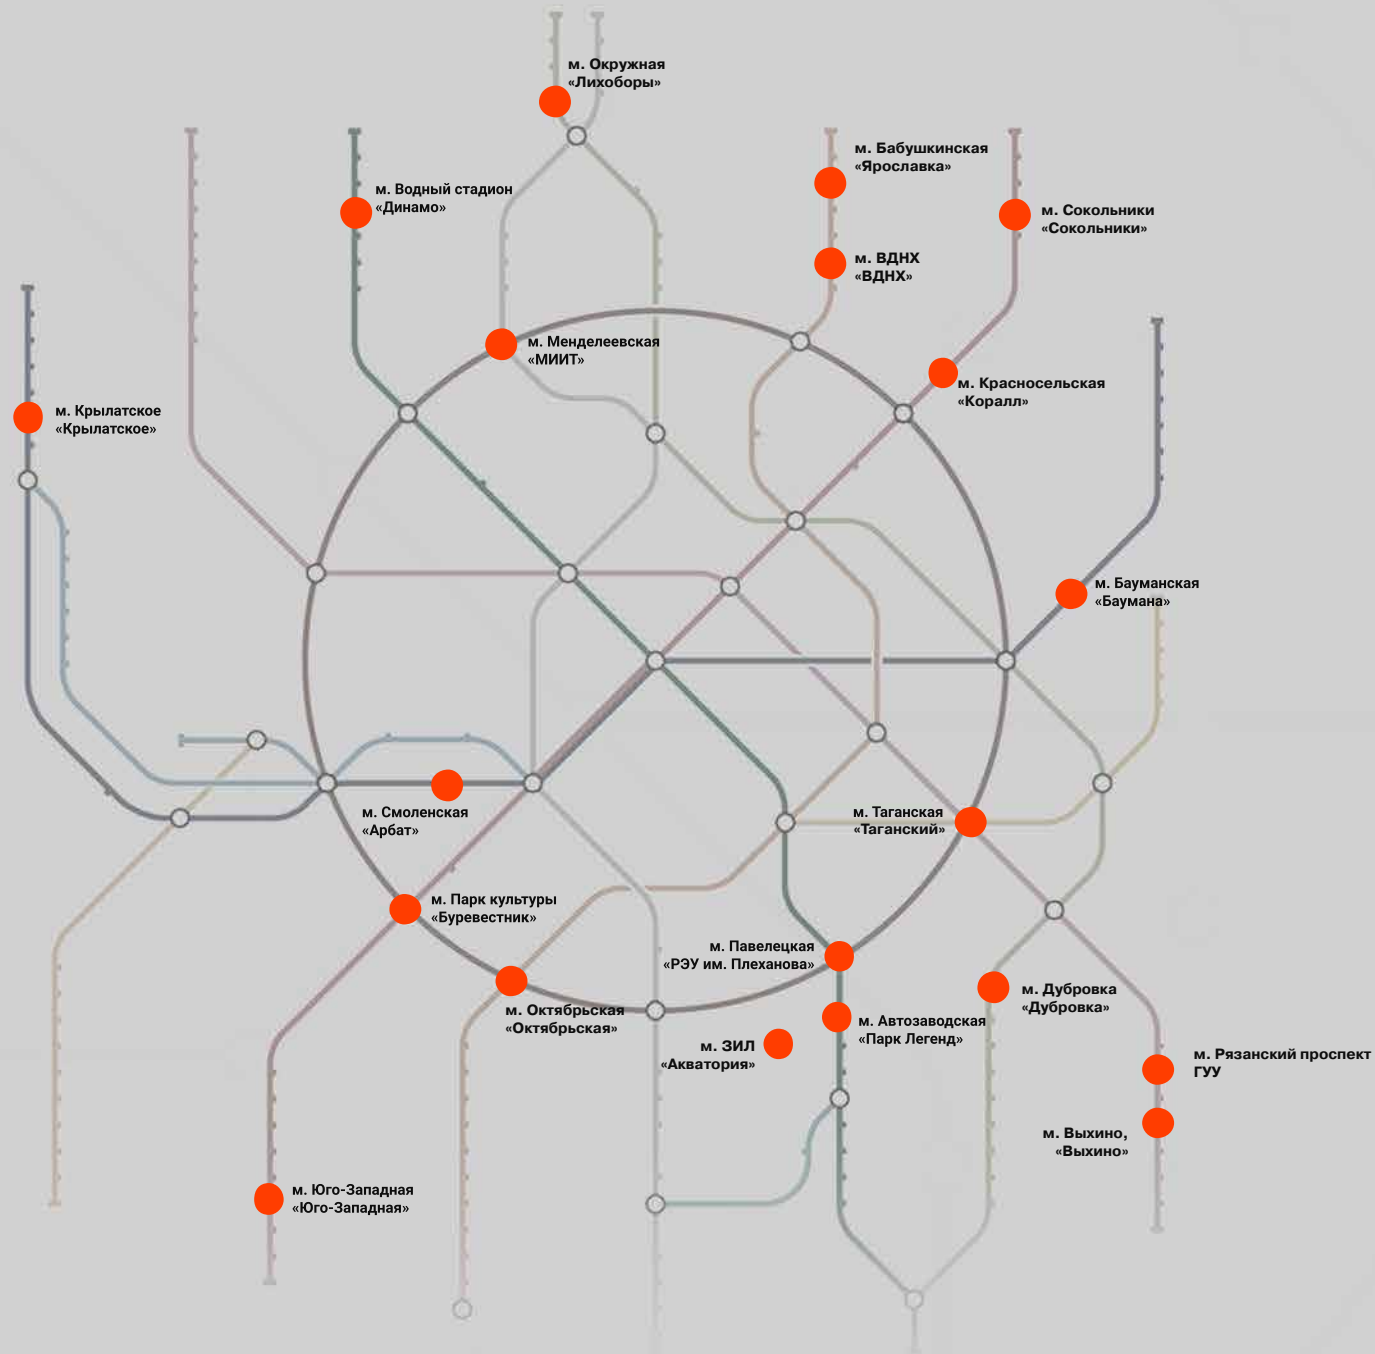 м. Окружная
«Лихоборы»
м. Бабушкинская
«Ярославка»
м. Водный стадион
«Динамо»
м. Сокольники
«Сокольники»
м. ВДНХ
«ВДНХ»
м. Менделеевская
«МИИТ»
м. Красносельская
«Коралл»
м. Крылатское
«Крылатское»
м. Бауманская
«Баумана»
м. Смоленская
«Арбат»
м. Таганская
«Таганский»
м. Парк культуры
«Буревестник»
м. Павелецкая
«РЭУ им. Плеханова»
м. Дубровка
«Дубровка»
м. Октябрьская
«Октябрьская»
м. Автозаводская
«Парк Легенд»
м. ЗИЛ
«Акватория»
м. Рязанский проспект
ГУУ
м. Выхино,
«Выхино»
м. Юго-Западная
«Юго-Западная»